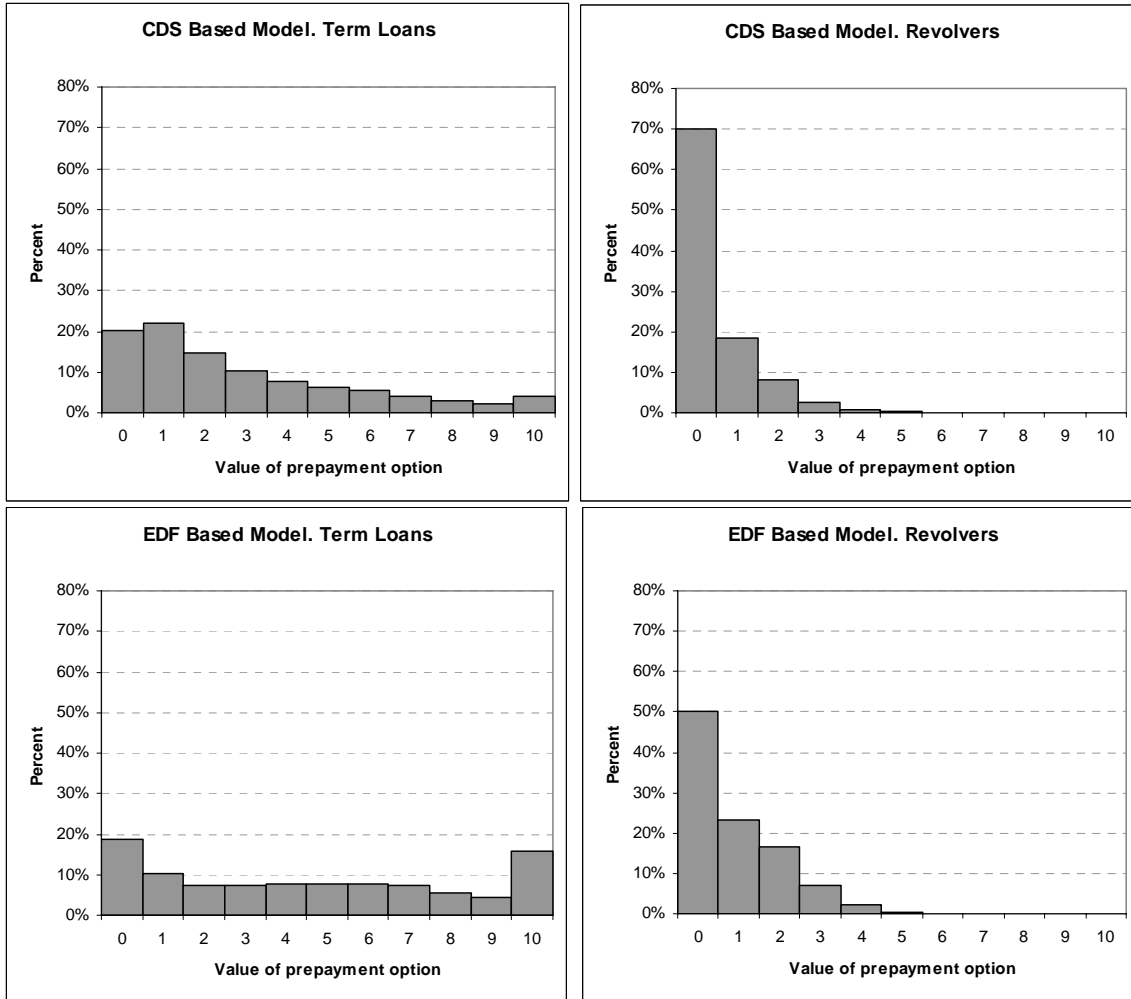 CDS Based Model. Term Loans
80%
70%
60%
50%
40%
30%
20%
10%
0%
Percent
0 1 2 3 4 5 6 7 8 9 10
Value of prepayment option
CDS Based Model. Revolvers
80%
70%
60%
50%
40%
30%
20%
10%
0%
Percent
0 1 2 3 4 5 6 7 8 9 10
Value of prepayment option
EDF Based Model. Term Loans
80%
70%
60%
50%
40%
30%
20%
10%
0%
Percent
0 1 2 3 4 5 6 7 8 9 10
Value of prepayment option
EDF Based Model. Revolvers
80%
70%
60%
50%
40%
30%
20%
10%
0%
Percent
0 1 2 3 4 5 6 7 8 9 10
Value of prepayment option